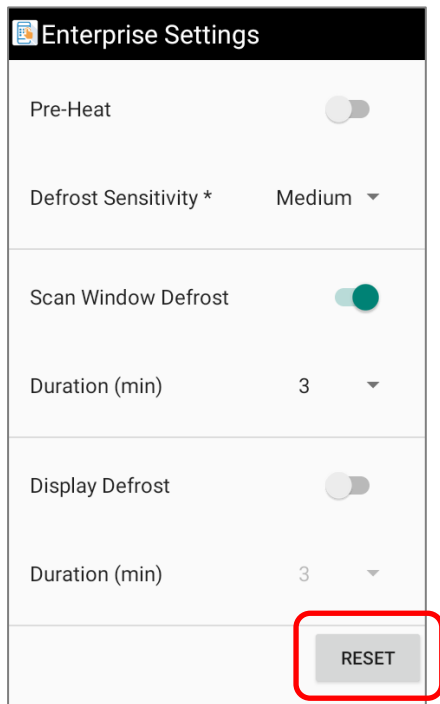 Enterprise Settings
Pre-Heat
Defrost Sensitivity * Medium
Scan Window Defrost
Duration (min) 3
Display Defrost
Duration (min) 3
RESET